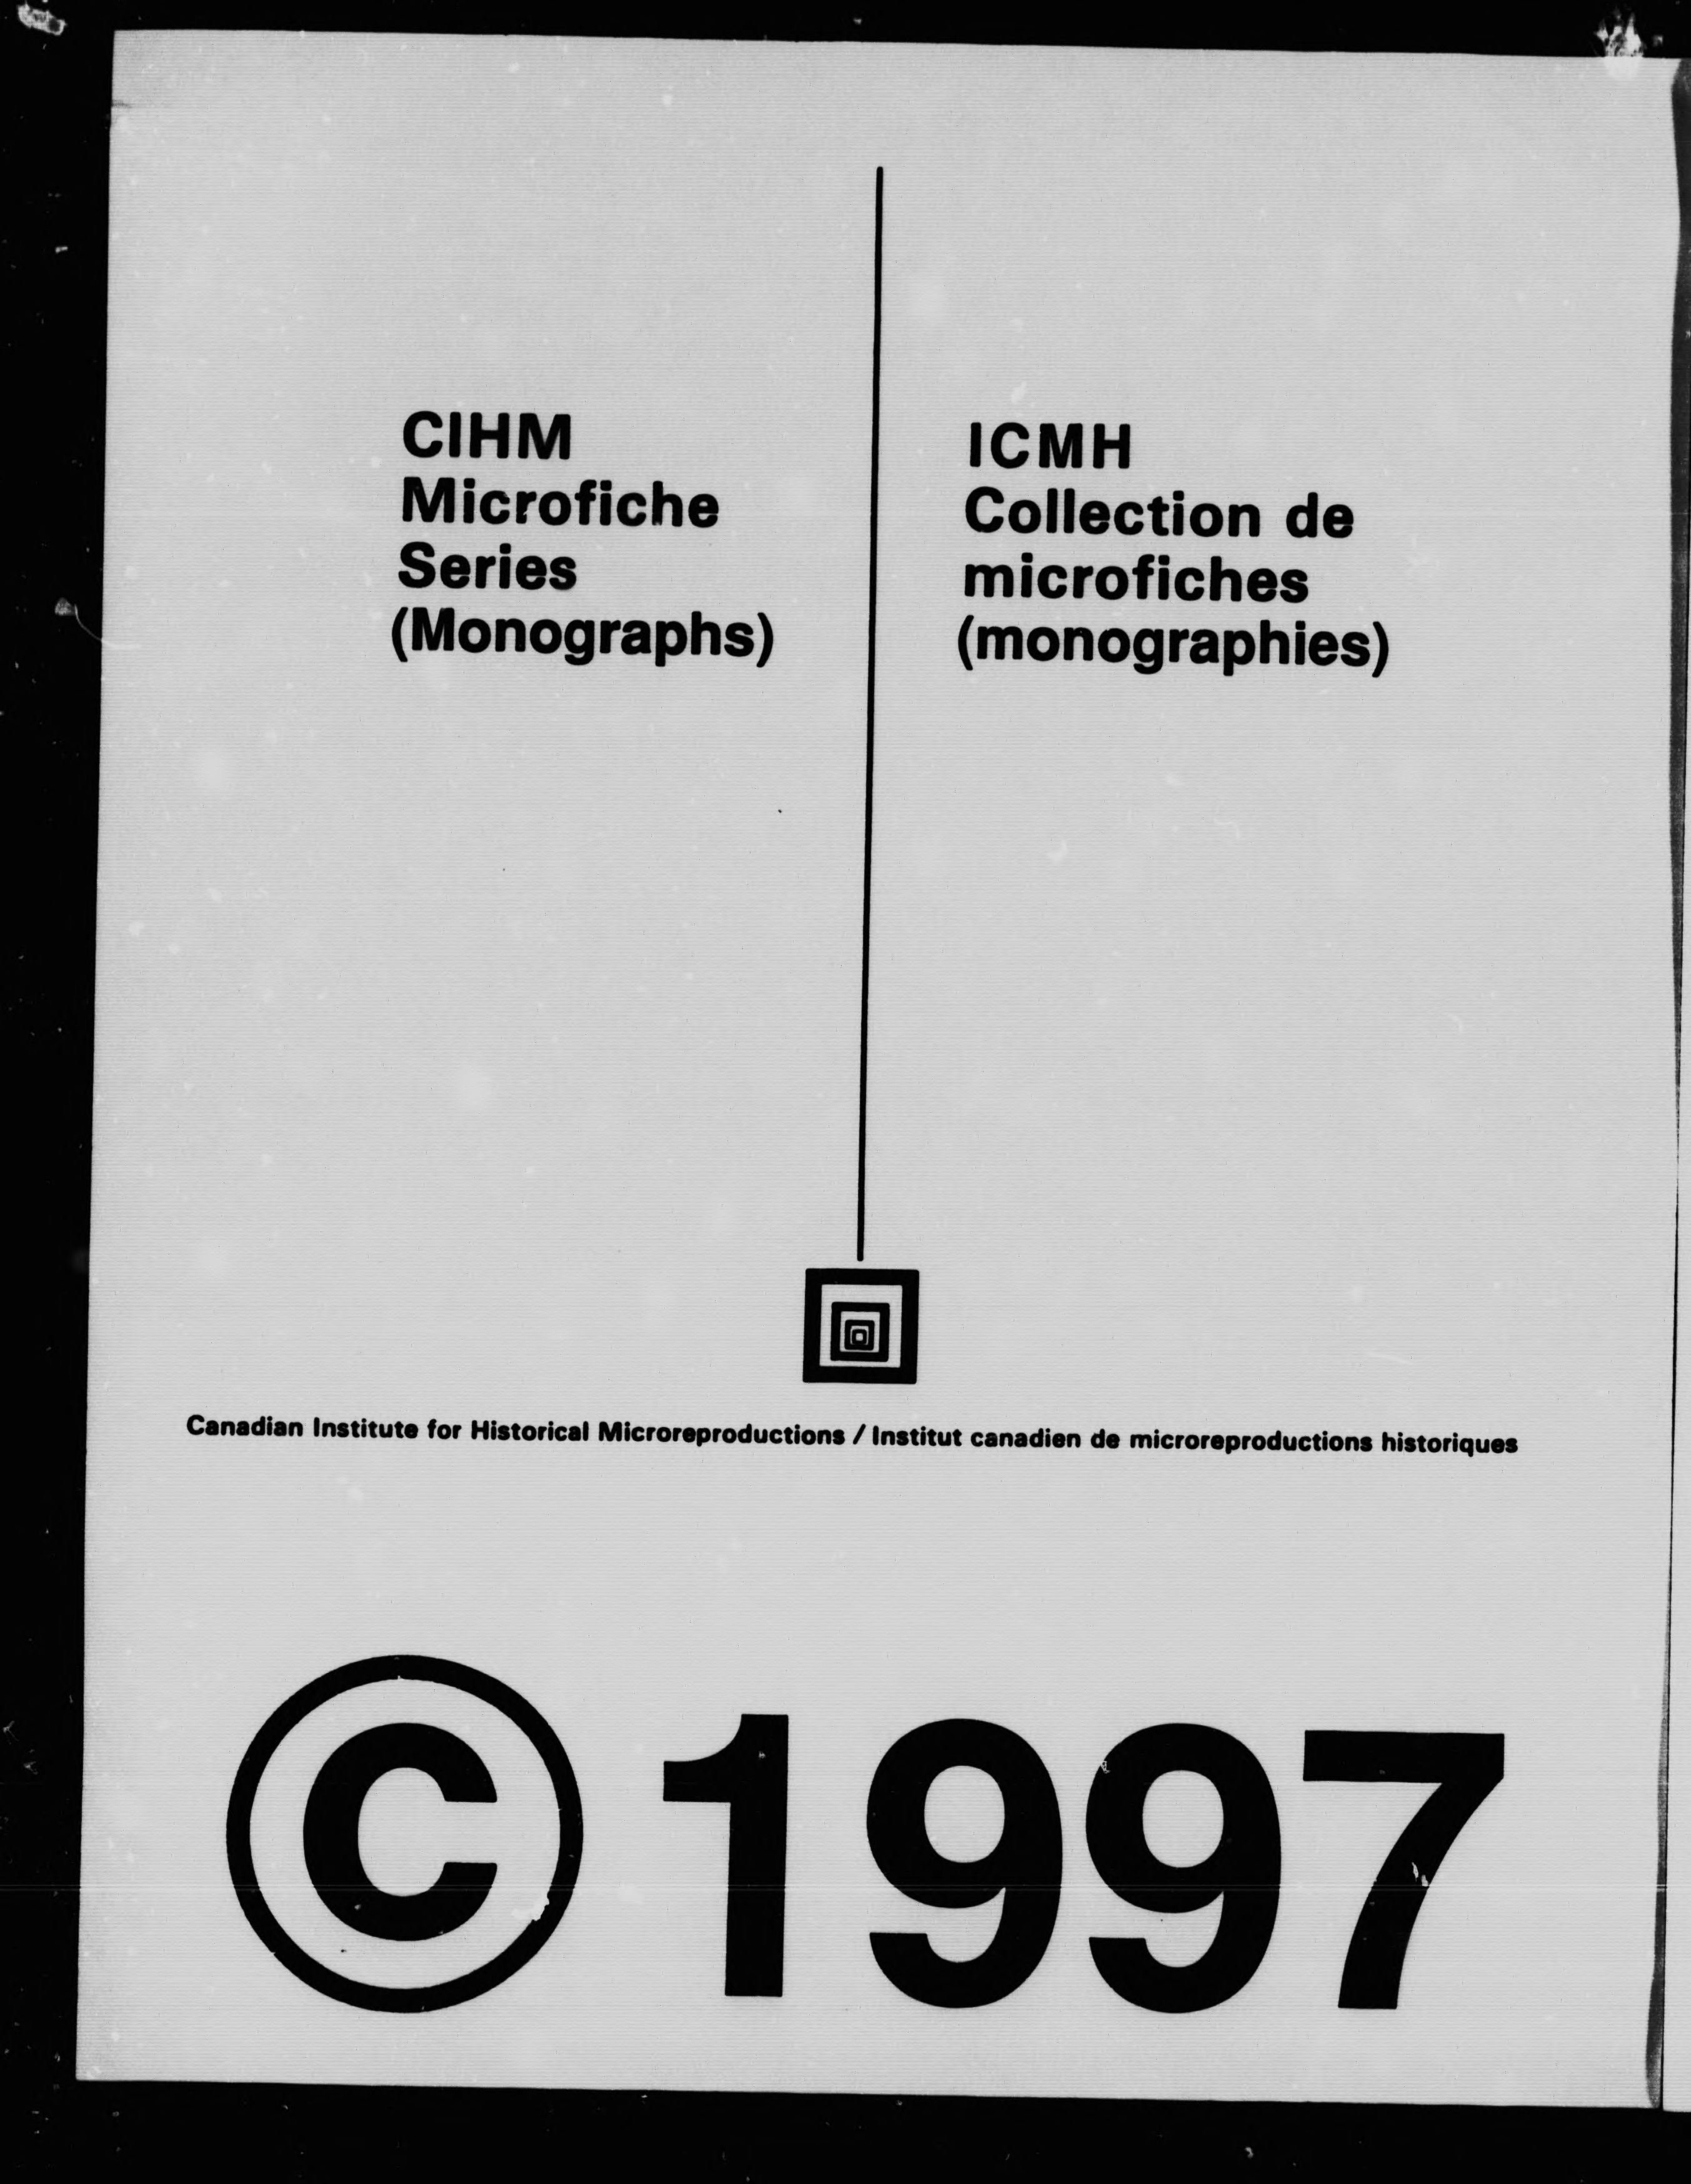 CIHM
Microfiche
Series
(Monographs)
ICMH
Collection de
microfiches
(monographies)
Canadian Institute for Historical Microreproductions / Institut canadien de microreproductions historiques
©1997